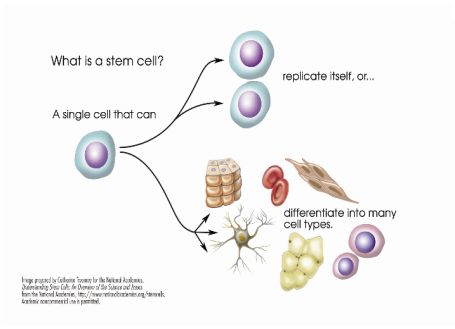 What is a stem cell?
replicate itself, or...
A single cell that can
differentiate into many
cell types.
Image prepared by Catherine Twomey for the National Academies,
Understanding Stem Cells: An Overview of the Science and Issues
from the National Academies, http://www.nationalacademies.org/stemcells.
Academic noncommercial use is permitted.